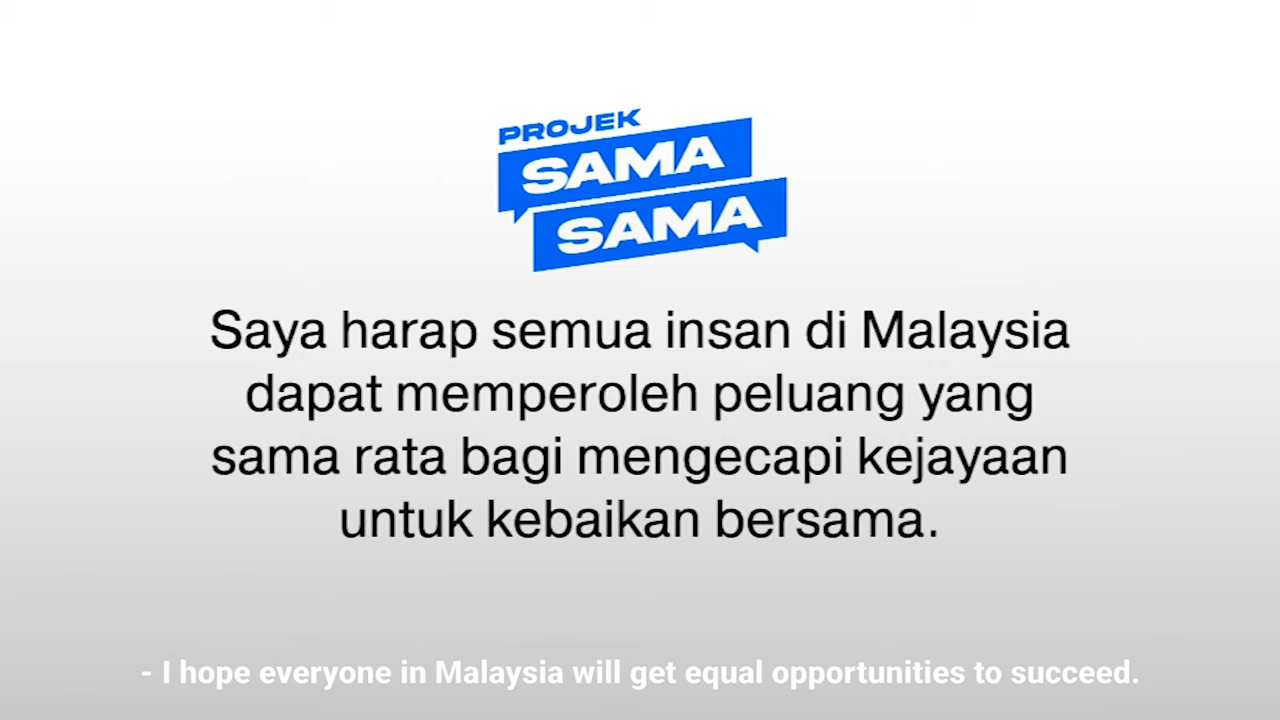 PROJEK
SAMA
SAMA
Saya harap semua insan di Malaysia
dapat memperoleh peluang yang
sama rata bagi mengecapi kejayaan
untuk kebaikan bersama.
- I hope everyone in Malaysia will get equal opportunities to succeed.